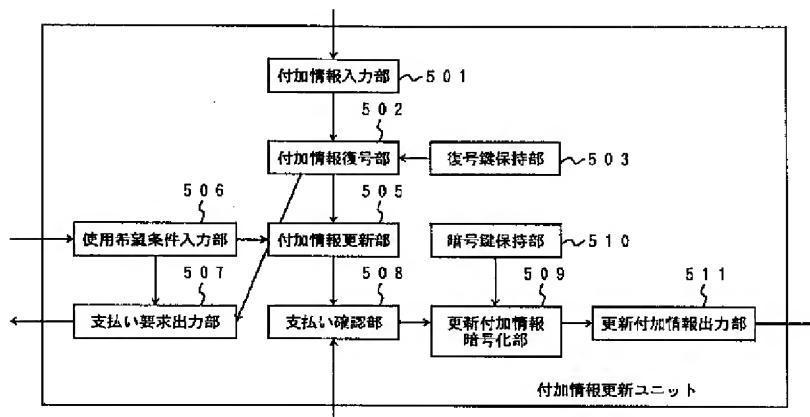 付加情報入力部
501
502
付加情報復号部
復号鍵保持部
503
506
505
使用希望条件入力部
付加情報更新部
暗号鍵保持部
510
507
508
509
511
支払い要求出力部
支払い確認部
更新付加情報
暗号化部
更新付加情報出力部
付加情報更新ユニット